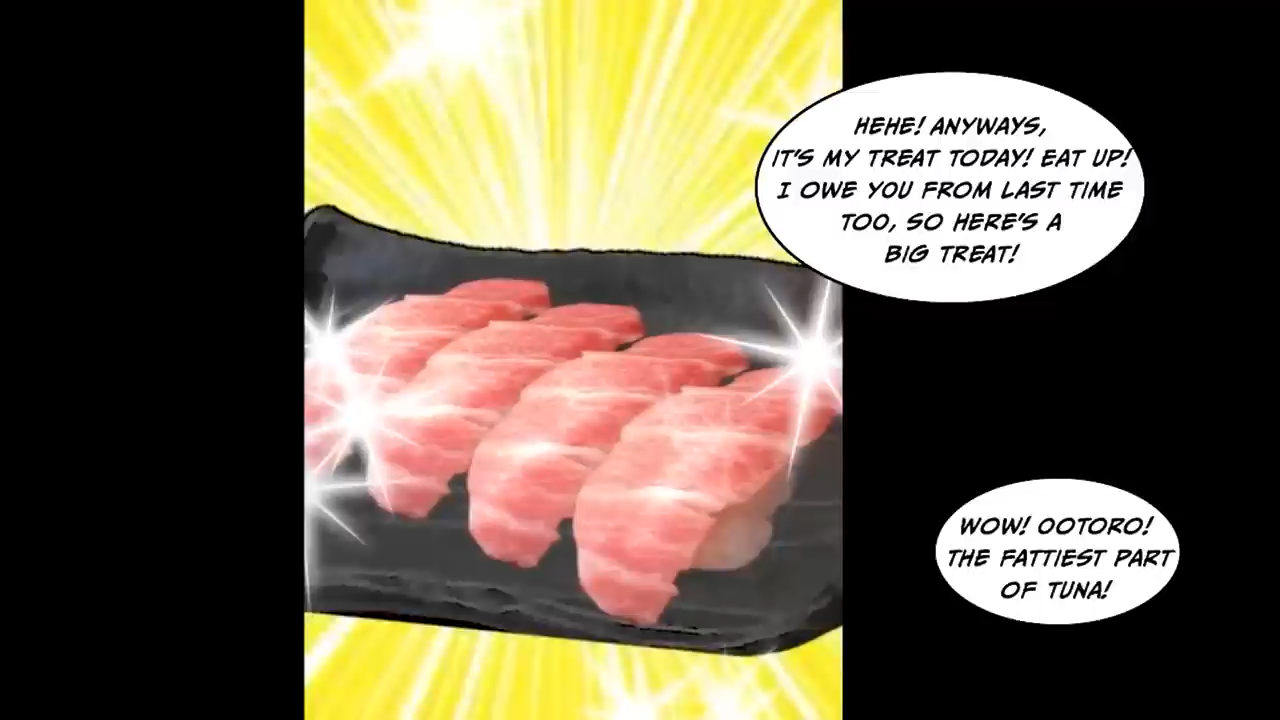 HEHE! ANYWAYS,
IT'S MY TREAT TODAY! EAT UP!
I OWE YOU FROM LAST TIME
TOO, SO HERE'S A
BIG TREAT!
WOW! OOTORO!
THE FATTIEST PART
OF TUNA!